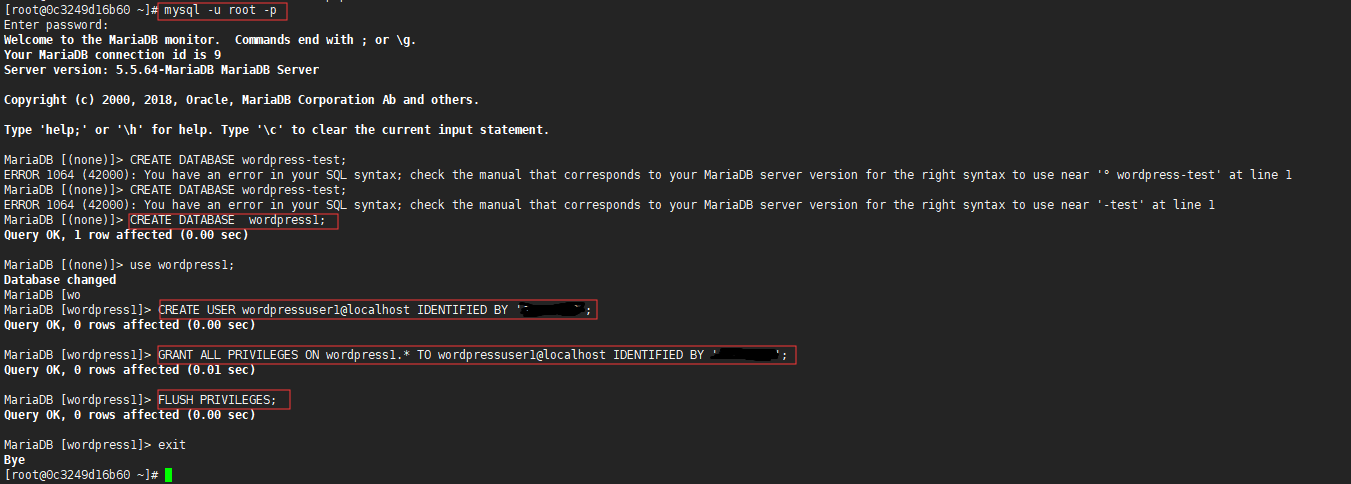 [root@0c3249d16b60 ~]# mysql -u root -p
Enter password:
Welcome to the MariaDB monitor.  Commands end with ; or \g.
Your MariaDB connection id is 9
Server version: 5.5.64-MariaDB MariaDB Server
Copyright (c) 2000, 2018, Oracle, MariaDB Corporation Ab and others.
Type 'help;' or '\h' for help. Type '\c' to clear the current input statement.
MariaDB [(none)]> CREATE DATABASE wordpress-test;
ERROR 1064 (42000): You have an error in your SQL syntax; check the manual that corresponds to your MariaDB server version for the right syntax to use near '° wordpress-test' at line 1
MariaDB [(none)]> CREATE DATABASE wordpress-test;
ERROR 1064 (42000): You have an error in your SQL syntax; check the manual that corresponds to your MariaDB server version for the right syntax to use near '-test' at line 1
MariaDB [(none)]> CREATE DATABASE  wordpress1;
Query OK, 1 row affected (0.00 sec)
MariaDB [(none)]> use wordpress1;
Database changed
MariaDB [wo
MariaDB [wordpress1]> CREATE USER wordpressuser1@localhost IDENTIFIED BY ' ';
Query OK, 0 rows affected (0.00 sec)
MariaDB [wordpress1]> GRANT ALL PRIVILEGES ON wordpress1.* TO wordpressuser1@localhost IDENTIFIED BY ' ';
Query OK, 0 rows affected (0.01 sec)
MariaDB [wordpress1]> FLUSH PRIVILEGES;
Query OK, 0 rows affected (0.00 sec)
MariaDB [wordpress1]> exit
Bye
[root@0c3249d16b60 ~]#